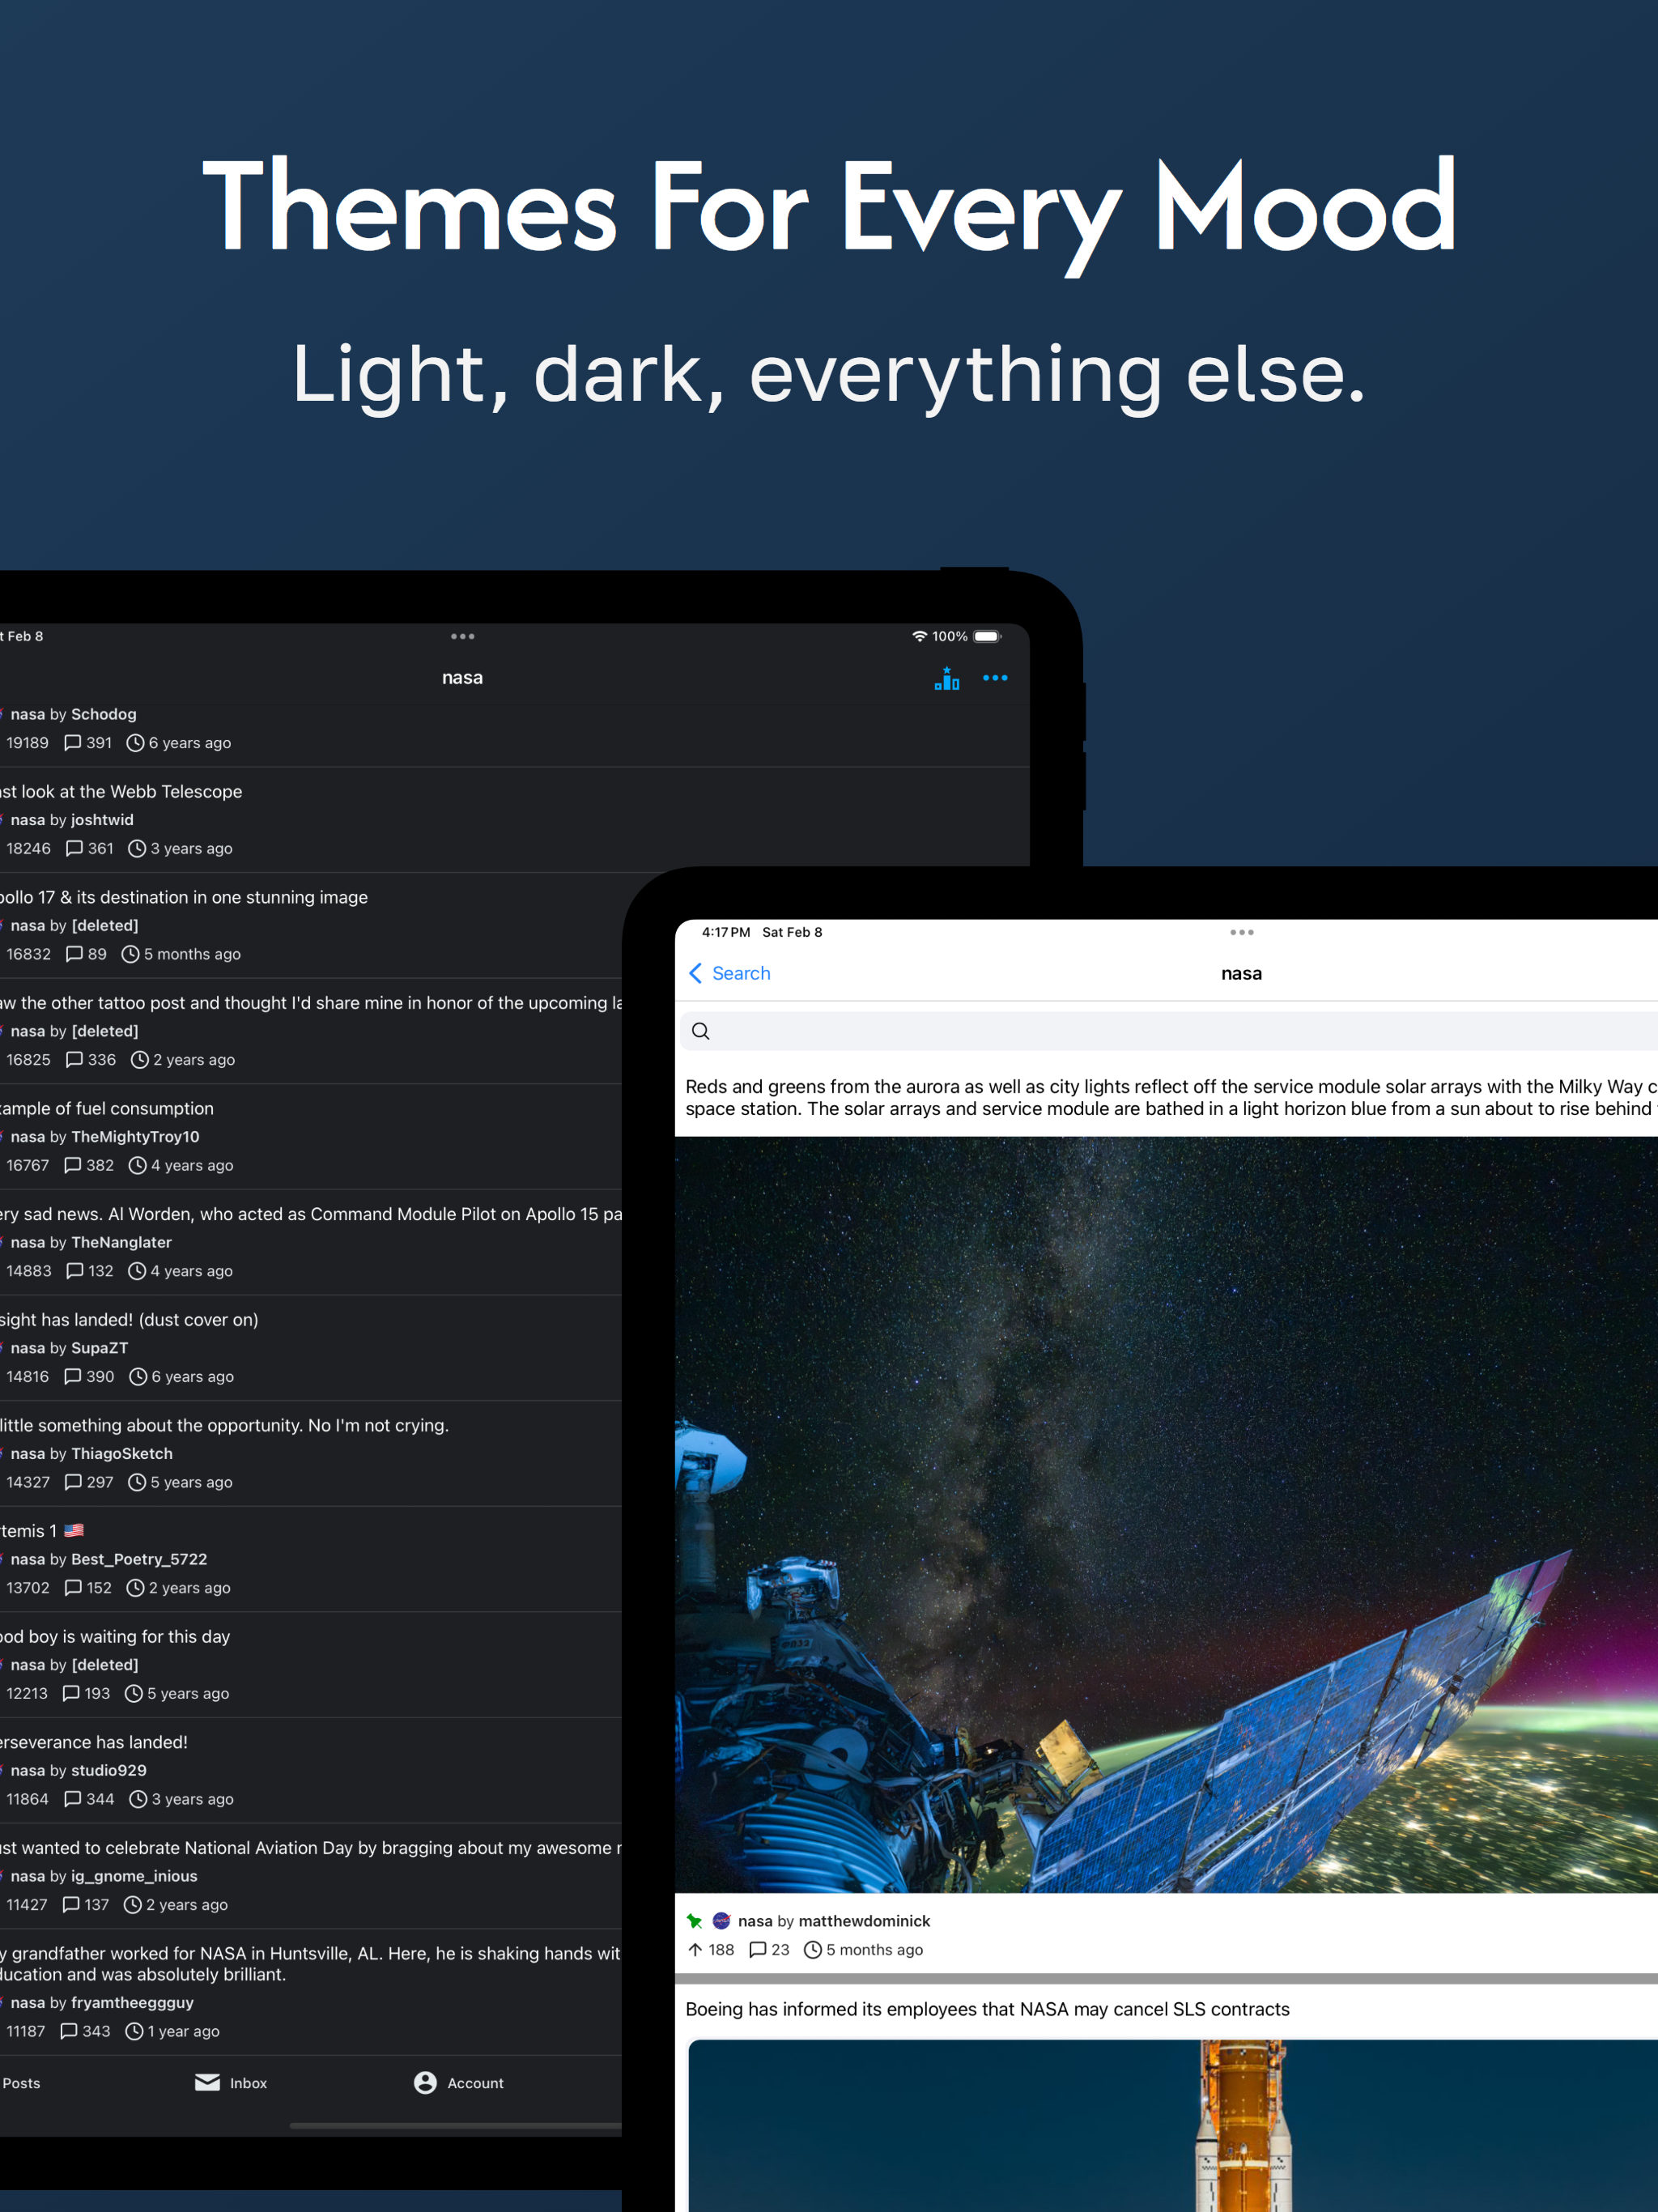 Themes For Every Mood
Light, dark, everything else.
Feb 8
100%
nasa
nasa by Schodog
19189 391 6 years ago
look at the Webb Telescope
nasa by joshtwid
18246 361 3 years ago
17 & its destination in one stunning image
nasa by [deleted]
16832 89 5 months ago
the other tattoo post and thought I'd share mine in honor of the upcoming
nasa by [deleted]
16825 336 2 years ago
of fuel consumption
nasa by TheMightyTroy10
16767 382 4 years ago
sad news. Al Worden, who acted as Command Module Pilot on Apollo 15
nasa by TheNanglater
14883 132 4 years ago
has landed! (dust cover on)
nasa by SupaZT
14816 390 6 years ago
little something about the opportunity. No I'm not crying.
nasa by ThiagoSketch
14327 297 5 years ago
1 🇺🇸
nasa by Best_Poetry_5722
13702 152 2 years ago
boy is waiting for this day
nasa by [deleted]
12213 193 5 years ago
has landed!
nasa by studio929
11864 344 3 years ago
wanted to celebrate National Aviation Day by bragging about my awesome
nasa by ig_gnome_inious
11427 137 2 years ago
grandfather worked for NASA in Huntsville, AL. Here, he is shaking hands
and was absolutely brilliant.
nasa by fryamtheeggguy
11187 343 1 year ago
Posts
Inbox
Account
4:17 PM Sat Feb 8
Search
nasa
Reds and greens from the aurora as well as city lights reflect off the service module solar arrays with the Milky Way
space station. The solar arrays and service module are bathed in a light horizon blue from a sun about to rise behind
nasa by matthewdominick
188 23 5 months ago
Boeing has informed its employees that NASA may cancel SLS contracts